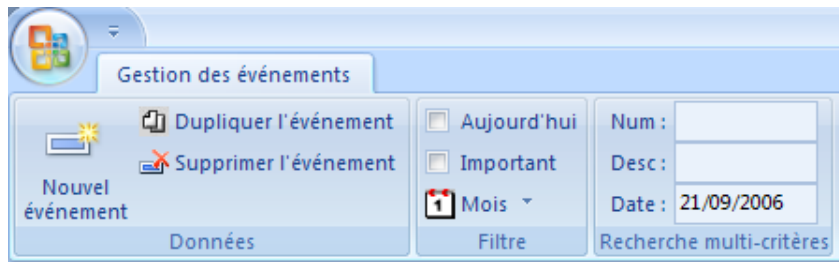 Gestion des événements
Nouvel
événement
Dupliquer l'événement
Supprimer l'événement
Données
Aujourd'hui
Important
1 Mois
Filtre
Num :
Desc :
Date : 21/09/2006
Recherche multi-critères